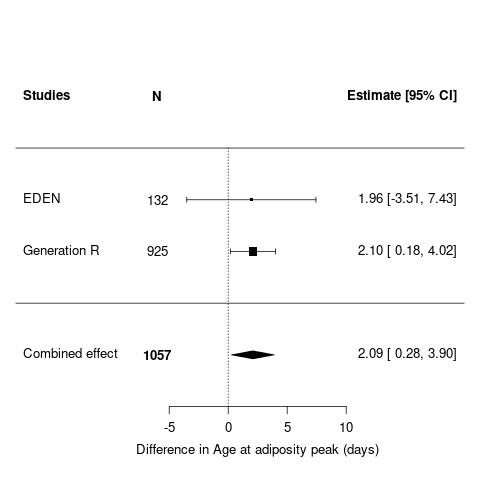 Studies N Estimate [95% CI]
EDEN 132 1.96 [-3.51, 7.43]
Generation R 925 2.10 [ 0.18, 4.02]
Combined effect 1057 2.09 [ 0.28, 3.90]
-5 0 5 10
Difference in Age at adiposity peak (days)